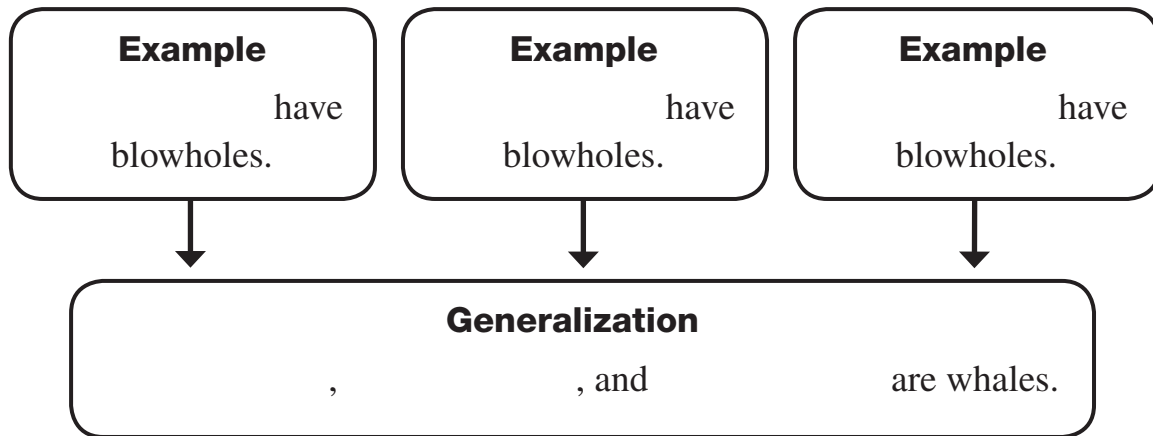 Example
have
blowholes.
Example
have
blowholes.
Example
have
blowholes.
Generalization
, , and are whales.